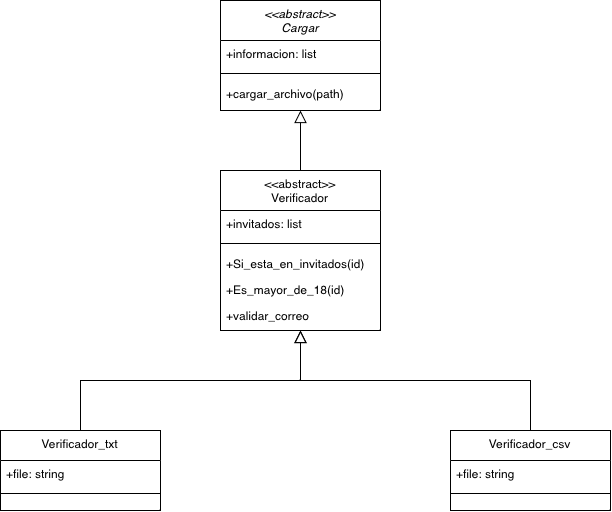 <<abstract>>
Cargar
+informacion: list
+cargar_archivo(path)
<<abstract>>
Verificador
+invitados: list
+Si_esta_en_invitados(id)
+Es_mayor_de_18(id)
+validar_correo
Verificador_txt
+file: string
Verificador_csv
+file: string